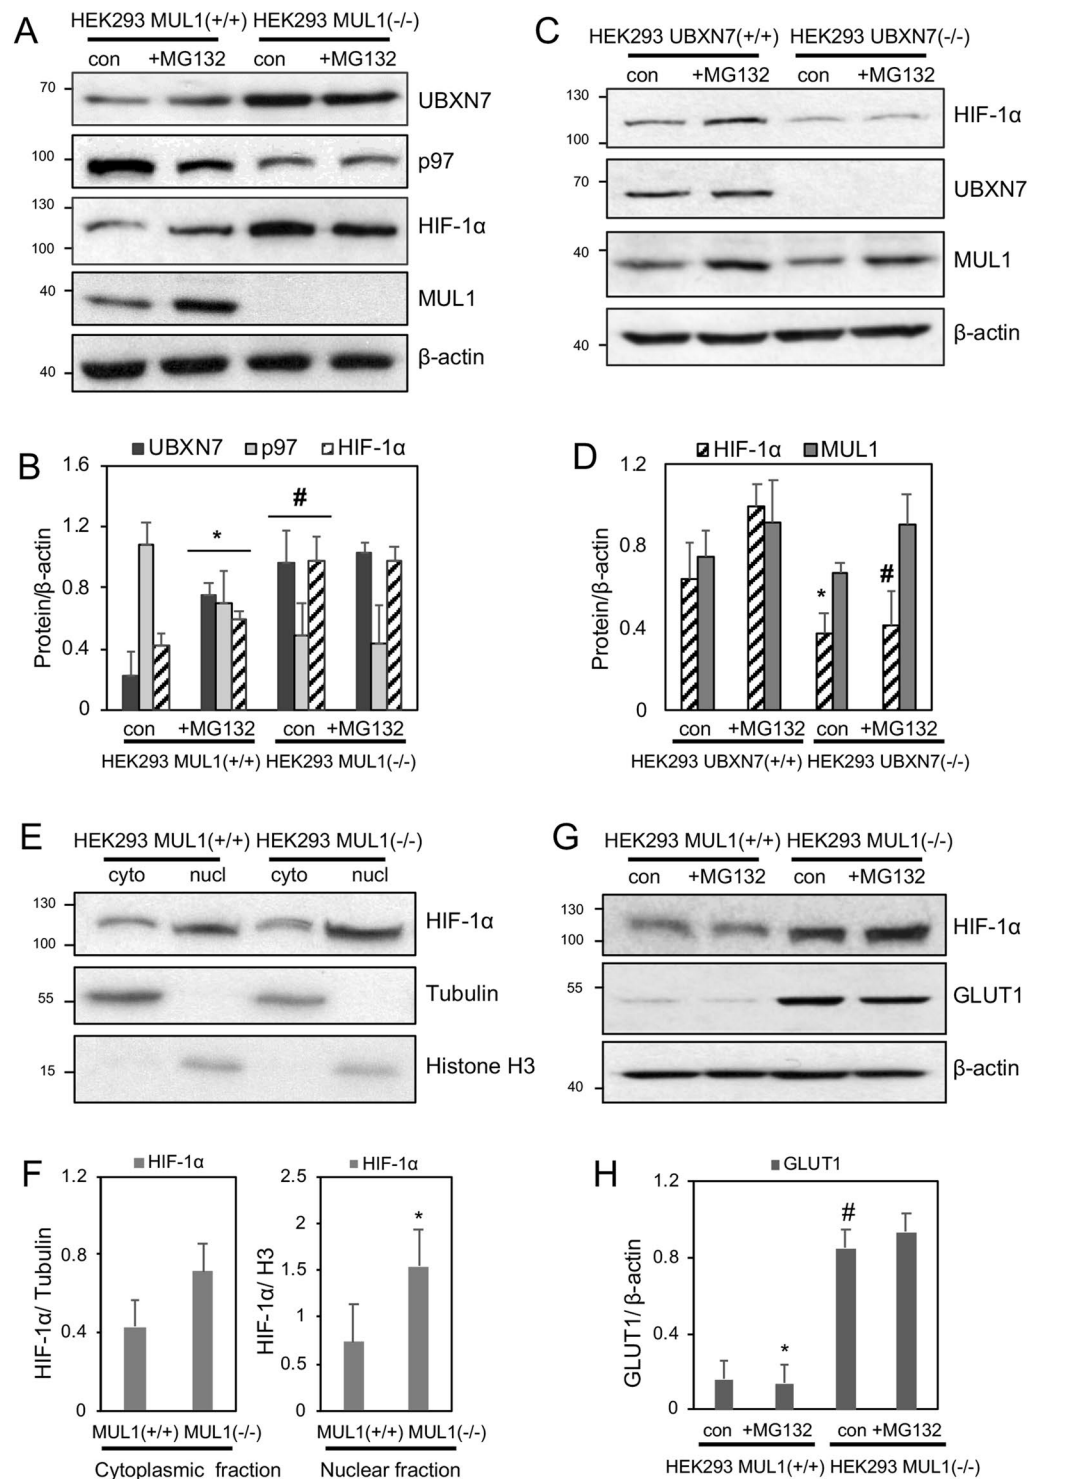 A
HEK293 MUL1(+/+) HEK293 MUL1(-/-)
con +MG132 con +MG132
70
UBXN7
100
p97
130
HIF-1α
100
40
MUL1
β-actin
40
B
UBXN7 p97 HIF-1α
Protein/β-actin
1.6
1.2
0.8
0.4
0
*
#
con +MG132 con +MG132
HEK293 MUL1(+/+) HEK293 MUL1(-/-)
C
HEK293 UBXN7(+/+) HEK293 UBXN7(-/-)
con +MG132 con +MG132
130
HIF-1α
100
70
UBXN7
40
MUL1
β-actin
40
D
HIF-1α MUL1
Protein/β-actin
1.2
0.8
0.4
0
*
#
con +MG132 con +MG132
HEK293 UBXN7(+/+) HEK293 UBXN7(-/-)
E
HEK293 MUL1(+/+) HEK293 MUL1(-/-)
cyto nucl cyto nucl
130
HIF-1α
100
Tubulin
55
Histone H3
15
F
HIF-1α
HIF-1α/ Tubulin
1.2
0.8
0.4
0
MUL1(+/+) MUL1(-/-)
Cytoplasmic fraction
HIF-1α
HIF-1α/ H3
2.5
2
1.5
1
0.5
0
*
MUL1(+/+) MUL1(-/-)
Nuclear fraction
G
HEK293 MUL1(+/+) HEK293 MUL1(-/-)
con +MG132 con +MG132
130
HIF-1α
100
55
GLUT1
β-actin
40
H
GLUT1
GLUT1/ β-actin
1.2
0.8
0.4
0
*
#
con +MG132 con +MG132
HEK293 MUL1(+/+) HEK293 MUL1(-/-)